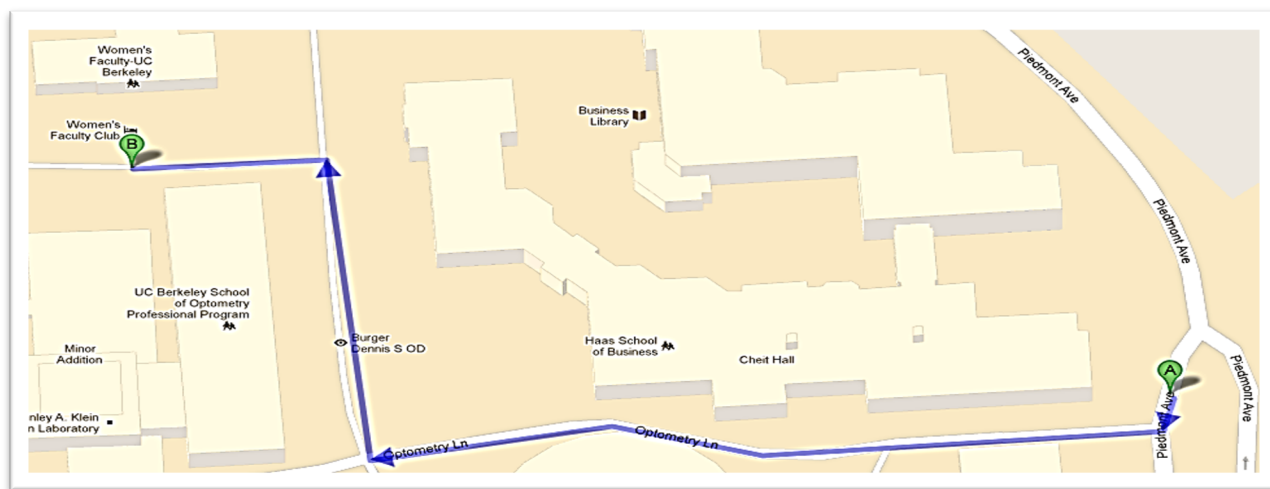 Women's
Faculty-UC
Berkeley
Women's
Faculty Club
B
Business
Library
Piedmont Ave
Piedmont Ave
UC Berkeley School
of Optometry
Professional Program
Burger
Dennis S OD
Minor
Addition
Haas School
of Business
Cheit Hall
A
Piedmont Ave
Piedmont Ave
nley A. Klein
n Laboratory
Optometry Ln
Optometry Ln